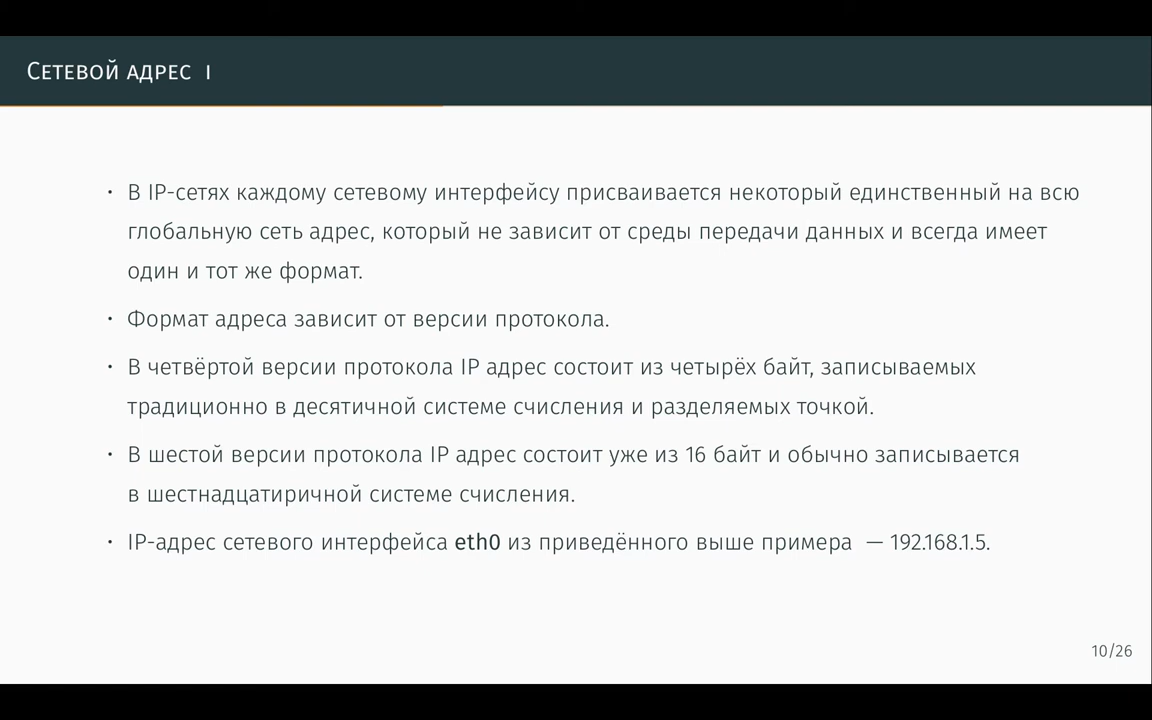 Сетевой адрес I
• В IP-сетях каждому сетевому интерфейсу присваивается некоторый единственный на всю
глобальную сеть адрес, который не зависит от среды передачи данных и всегда имеет
один и тот же формат.
• Формат адреса зависит от версии протокола.
• В четвёртой версии протокола IP адрес состоит из четырёх байт, записываемых
традиционно в десятичной системе счисления и разделяемых точкой.
• В шестой версии протокола IP адрес состоит уже из 16 байт и обычно записывается
в шестнадцатиричной системе счисления.
• IP-адрес сетевого интерфейса eth0 из приведённого выше примера — 192.168.1.5.
10/26